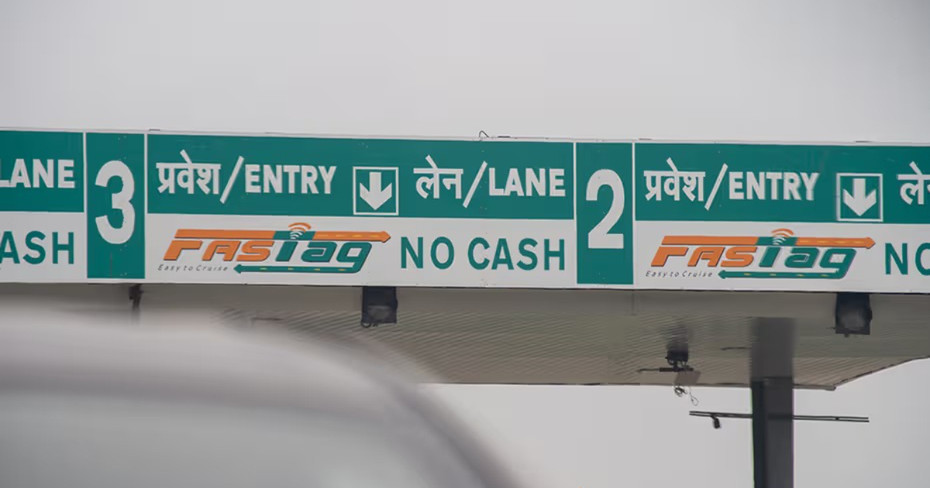 LANE 3 प्रवेश/ENTRY लेन/LANE 2 प्रवेश/ENTRY ले
ASH FASTag NO CASH FASTag NO
Easy to Cruise Easy to Cruise